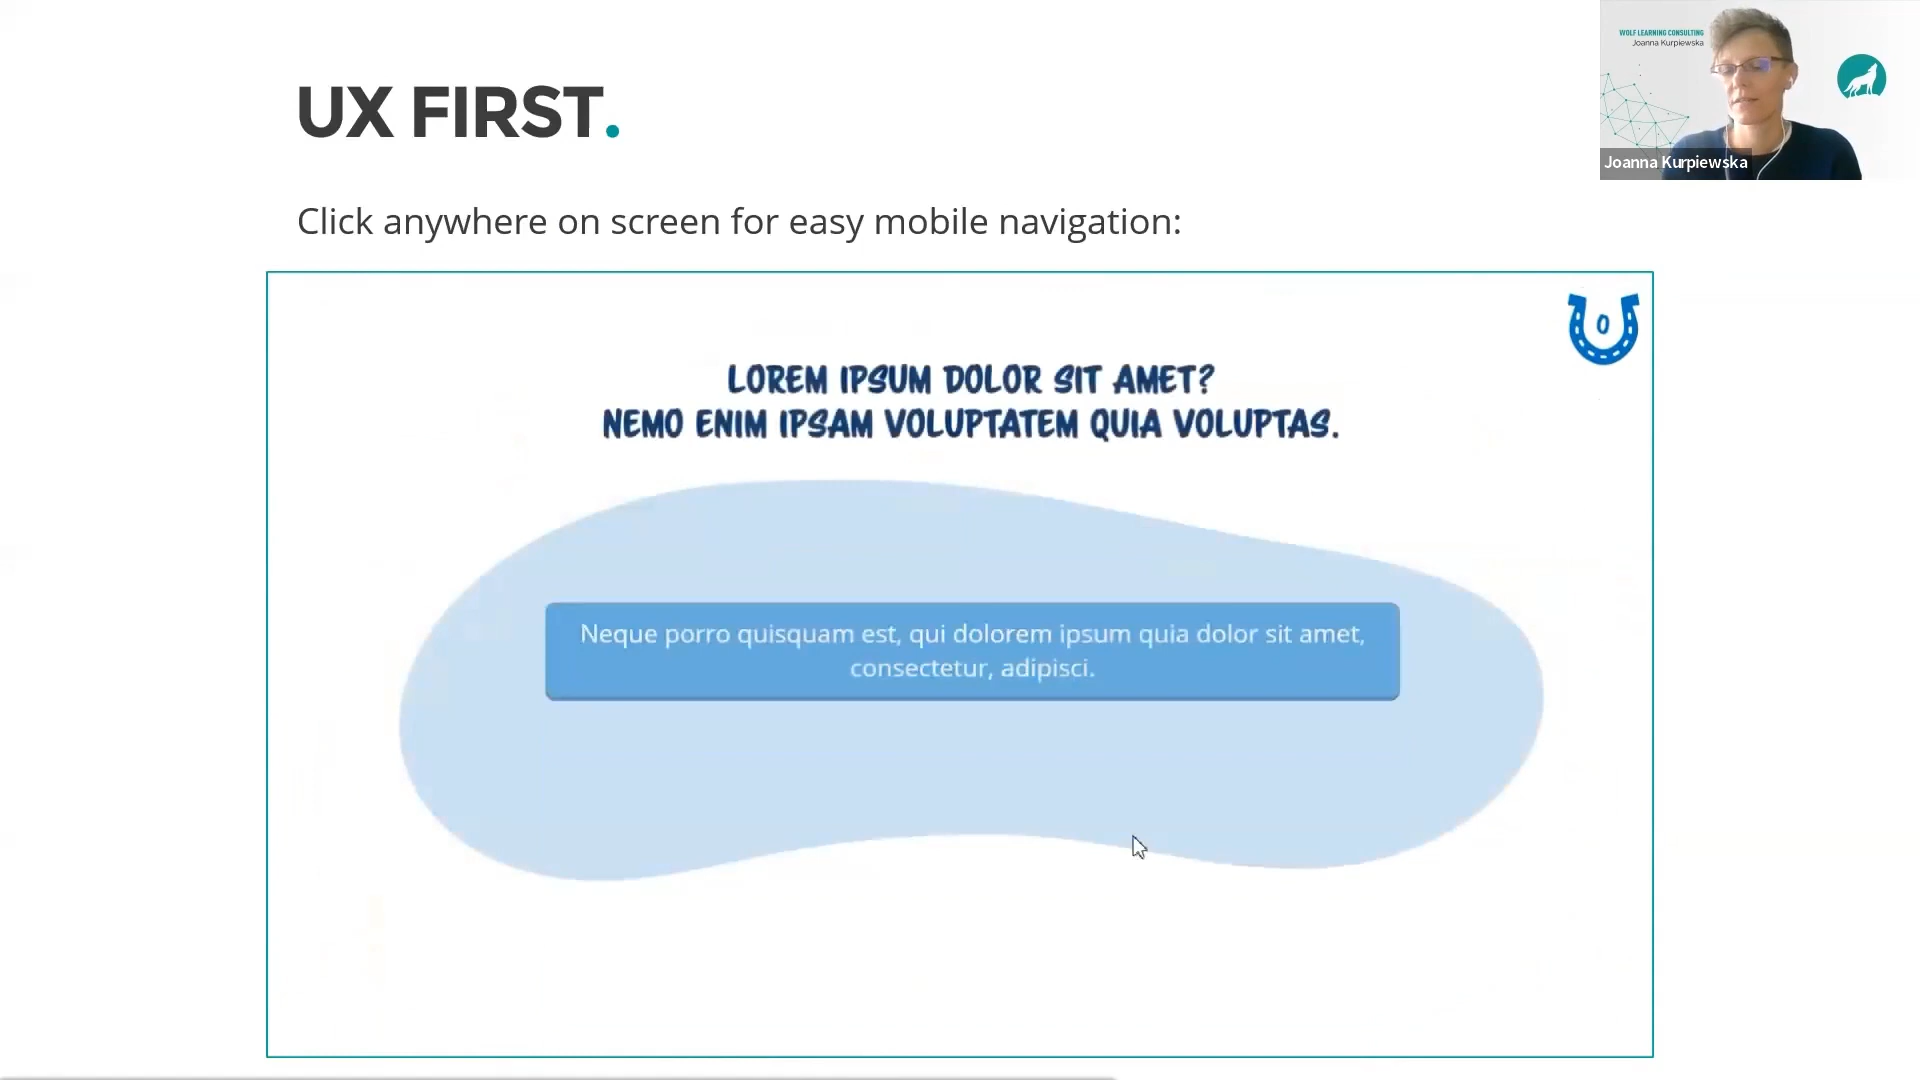 WOLF LEARNING CONSULTING
Joanna Kurpiewska
Joanna Kurpiewska
UX FIRST.
Click anywhere on screen for easy mobile navigation:
0
LOREM IPSUM DOLOR SIT AMET?
NEMO ENIM IPSAM VOLUPTATEM QUIA VOLUPTAS.
Neque porro quisquam est, qui dolorem ipsum quia dolor sit amet,
consectetur, adipisci.